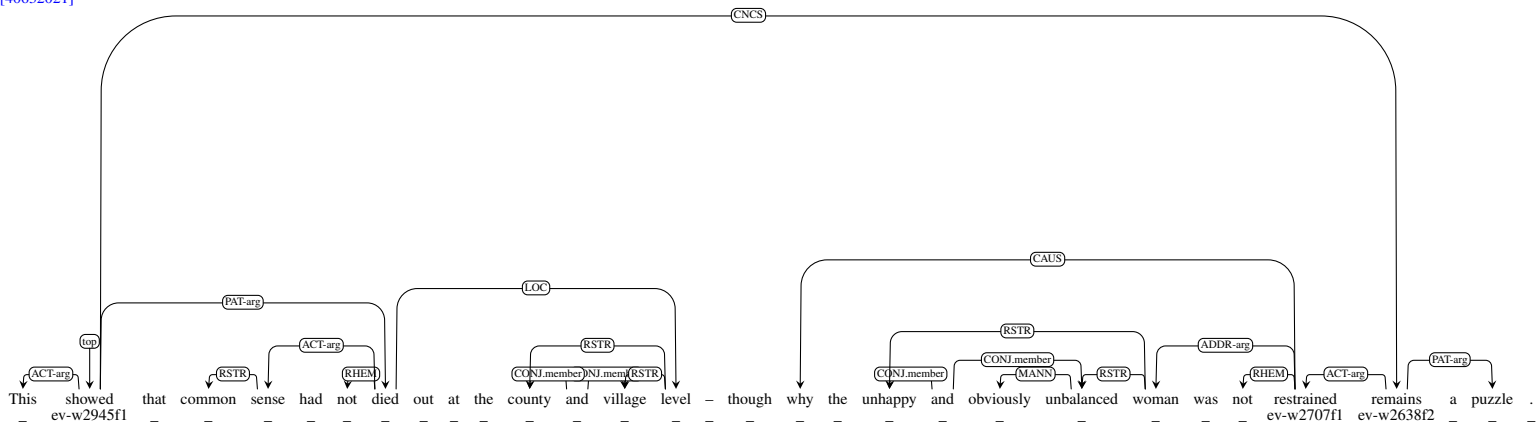 CNCS
CAUS
LOC
PAT-arg
RSTR
top
ACT-arg RSTR ADDR-arg
CONJ.member PAT-arg
ACT-arg RSTR RHEM CONJ.member RSTR CONJ.member MANN RSTR RHEM ACT-arg
This showed that common sense had not died out at the county and village level – though why the unhappy and obviously unbalanced woman was not restrained remains a puzzle .
_ ev-w2945f1 _ _ _ _ _ _ _ _ _ _ _ _ _ _ _ _ _ _ _ _ _ _ _ _ ev-w2707f1 ev-w2638f2 _ _ _